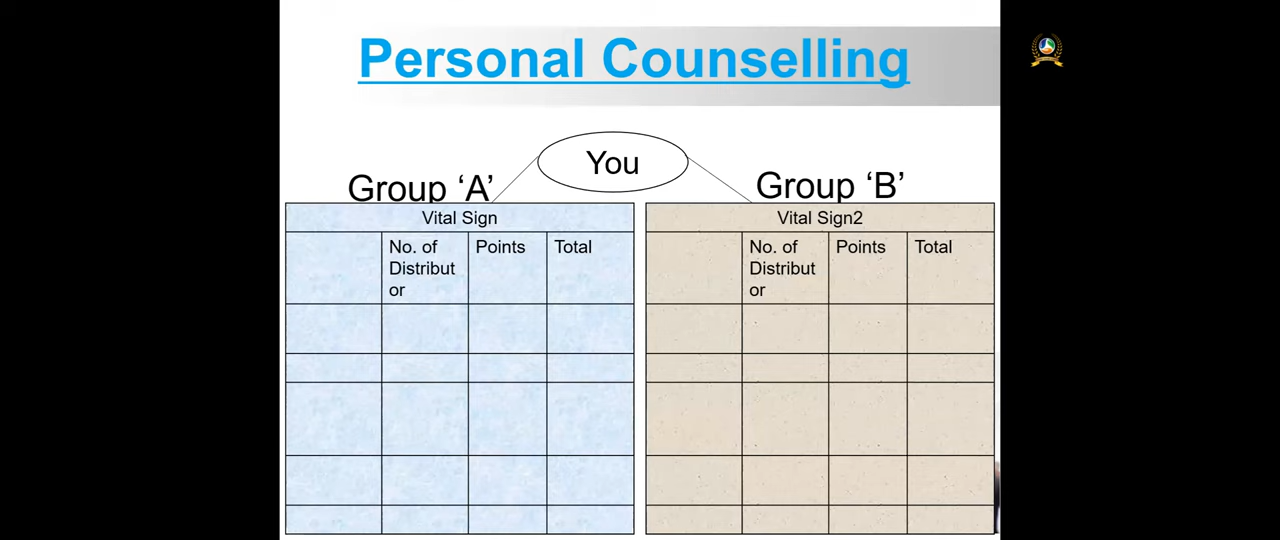 Personal Counselling
You
Group ‘A’
Group ‘B’
Vital Sign
No. of
Distribut
or
Points
Total
Vital Sign2
No. of
Distribut
or
Points
Total